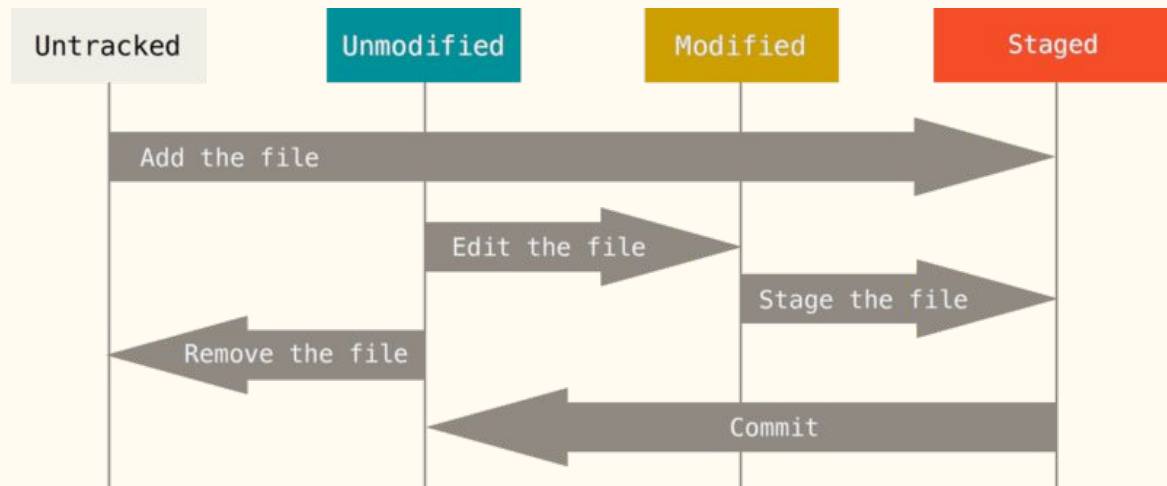 Untracked
Unmodified
Modified
Staged
Add the file
Edit the file
Stage the file
Remove the file
Commit